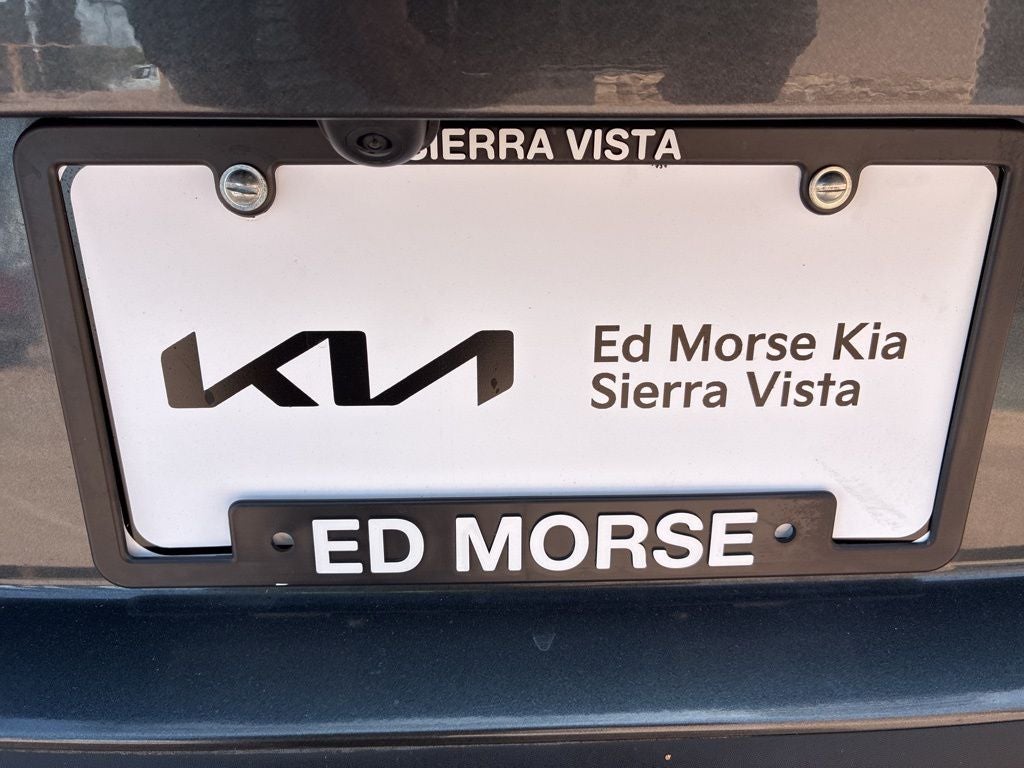 SIERRA VISTA
KIA
Ed Morse Kia
Sierra Vista
ED MORSE